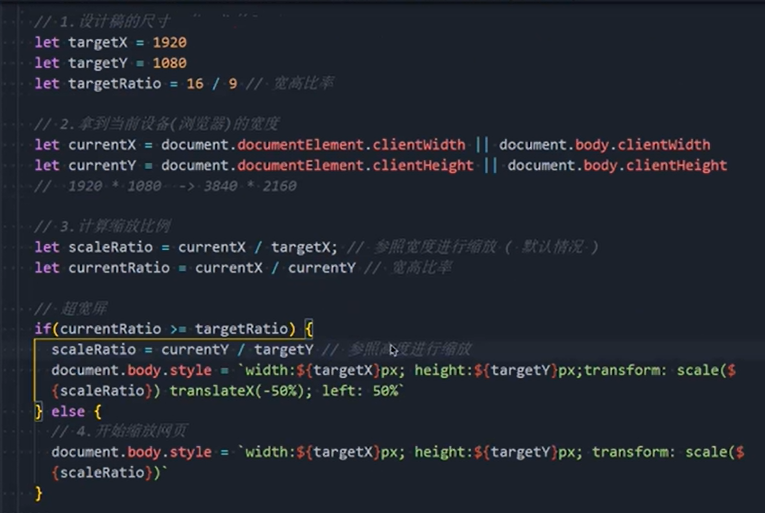 // 1.设计稿的尺寸
let targetX = 1920
let targetY = 1080
let targetRatio = 16 / 9 // 宽高比率
// 2.拿到当前设备(浏览器)的宽度
let currentX = document.documentElement.clientWidth || document.body.clientWidth
let currentY = document.documentElement.clientHeight || document.body.clientHeight
// 1920 * 1080 -> 3840 * 2160
// 3.计算缩放比例
let scaleRatio = currentX / targetX; // 参照宽度进行缩放 ( 默认情况 )
let currentRatio = currentX / currentY // 宽高比率
// 超宽屏
if(currentRatio >= targetRatio) {
scaleRatio = currentY / targetY // 参照高度进行缩放
document.body.style = `width:${targetX}px; height:${targetY}px;transform: scale($
{scaleRatio}) translateX(-50%); left: 50%`
} else {
// 4.开始缩放网页
document.body.style = `width:${targetX}px; height:${targetY}px; transform: scale($
{scaleRatio})`
}